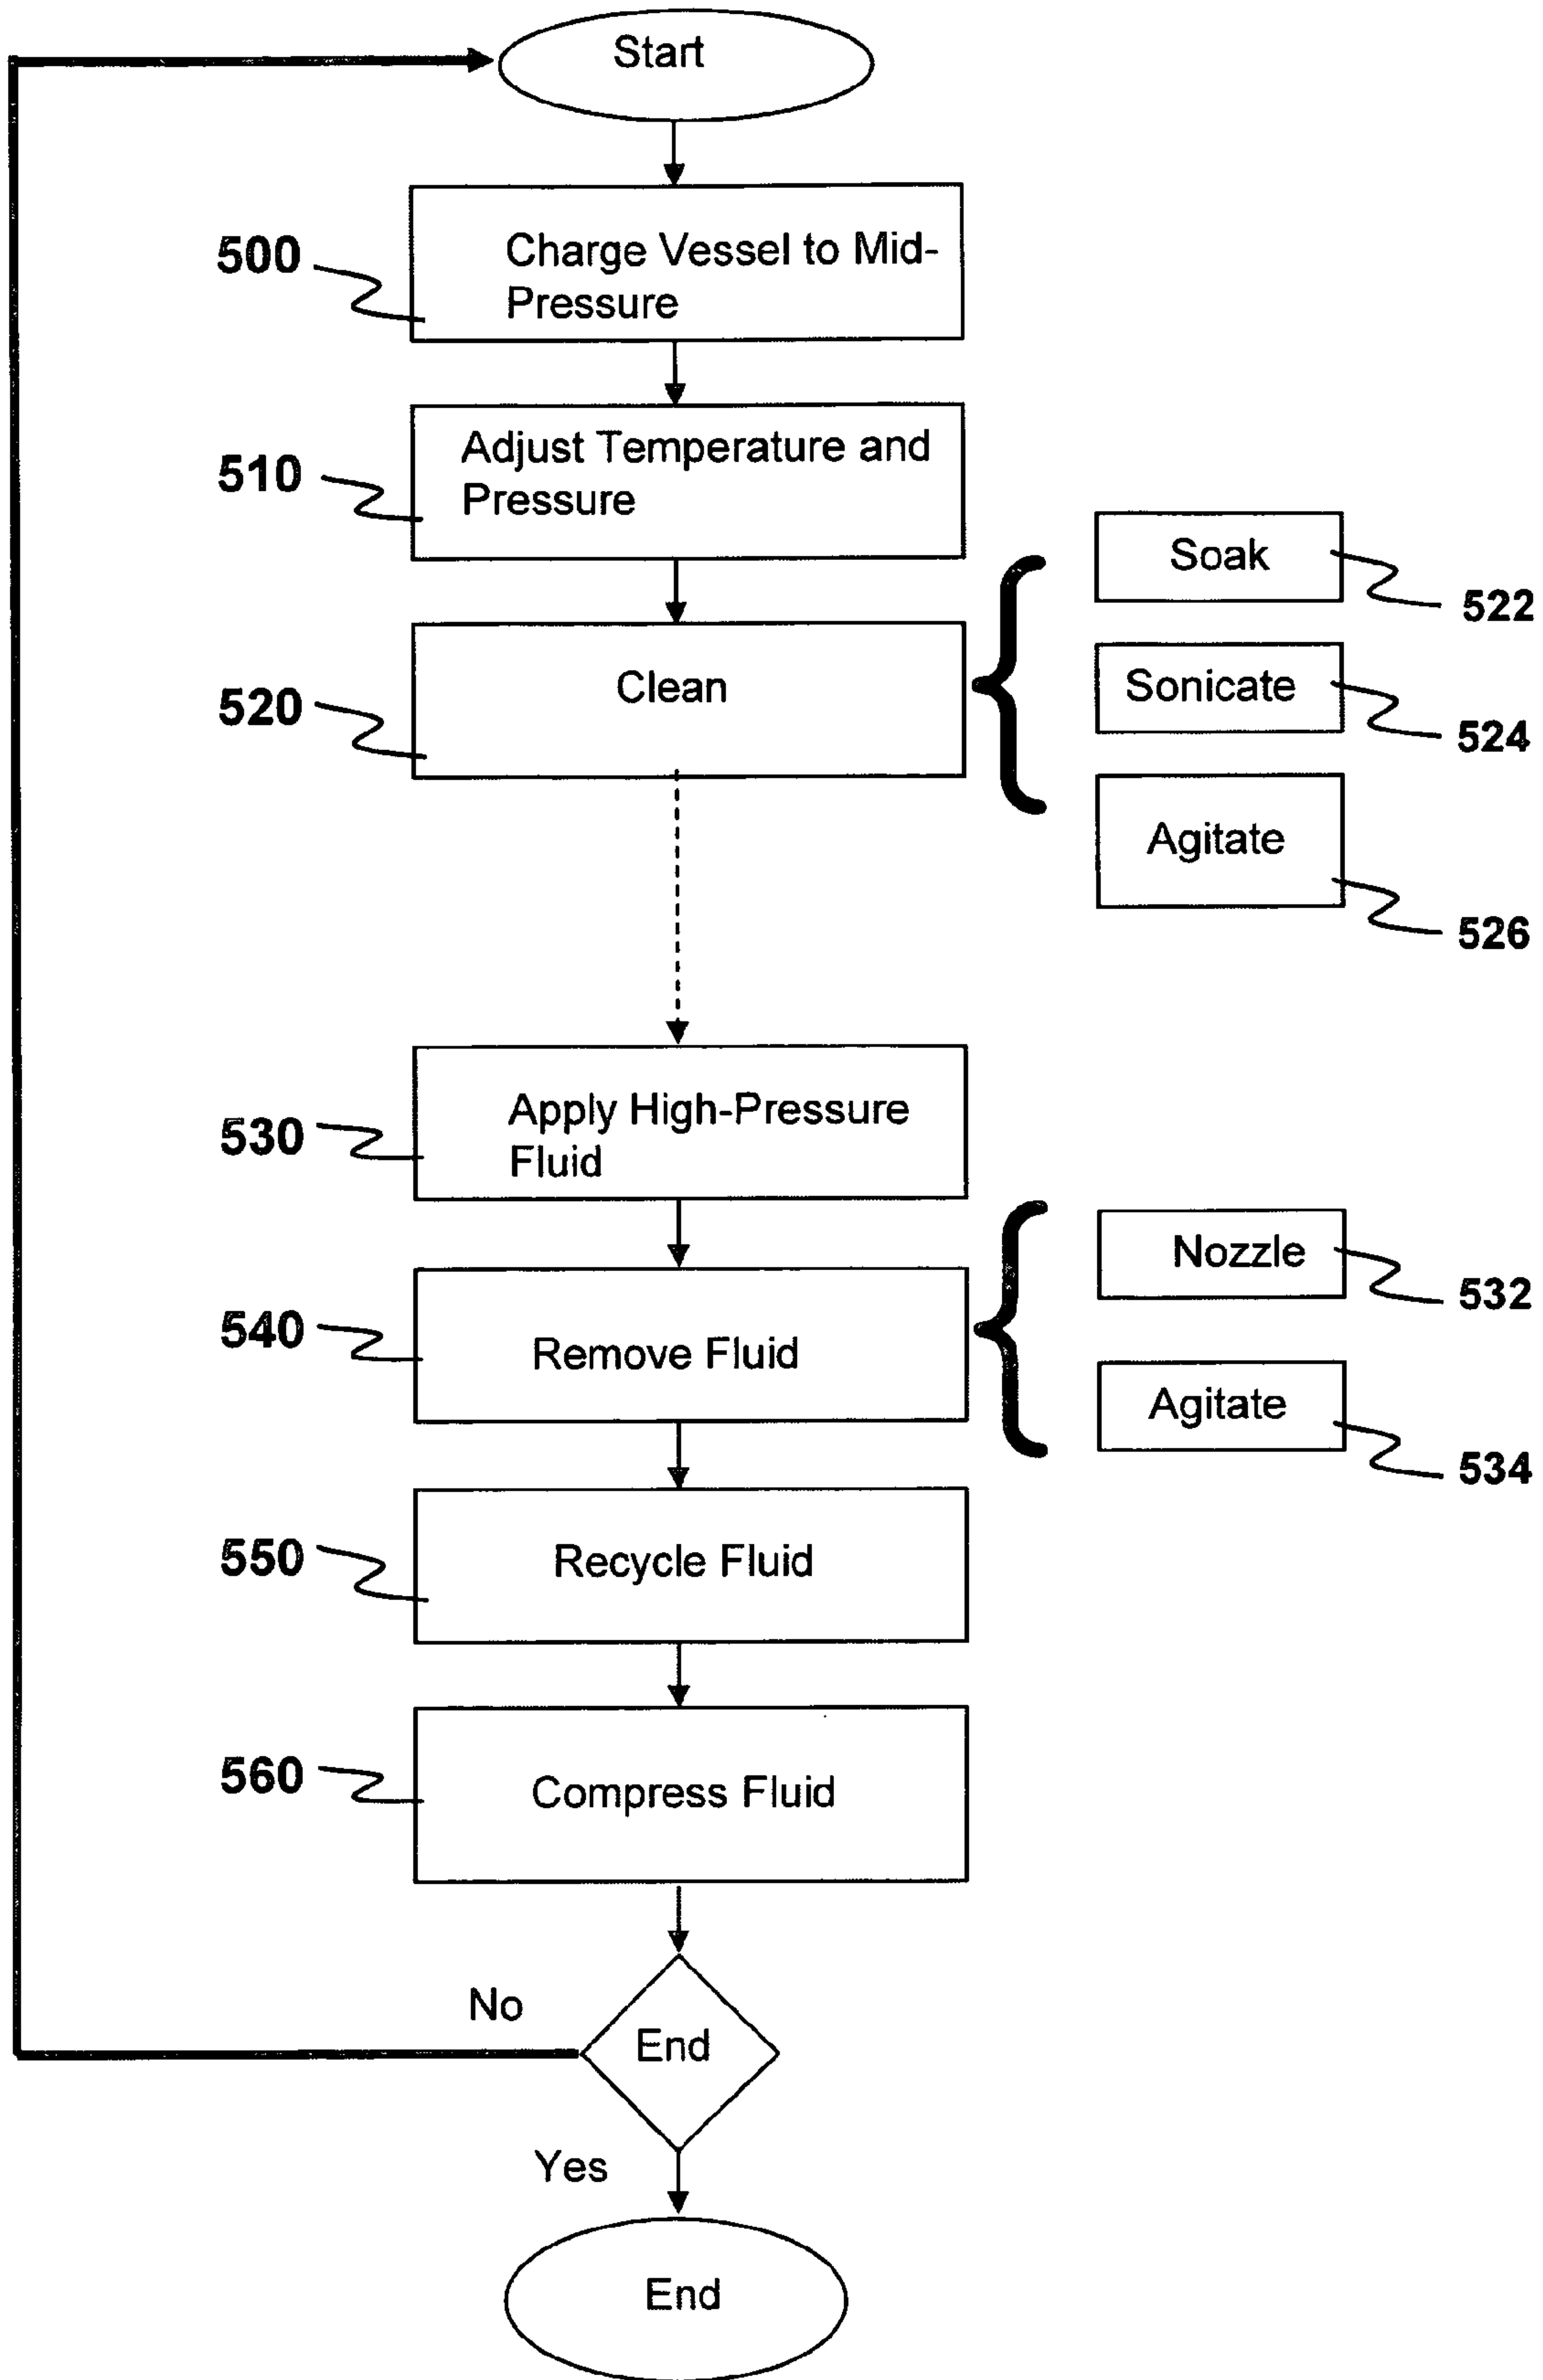 Start
500
Charge Vessel to Mid-
Pressure
510
Adjust Temperature and
Pressure
520
Clean
Soak
522
Sonicate
524
Agitate
526
530
Apply High-Pressure
Fluid
540
Remove Fluid
Nozzle
532
Agitate
534
550
Recycle Fluid
560
Compress Fluid
No
End
Yes
End